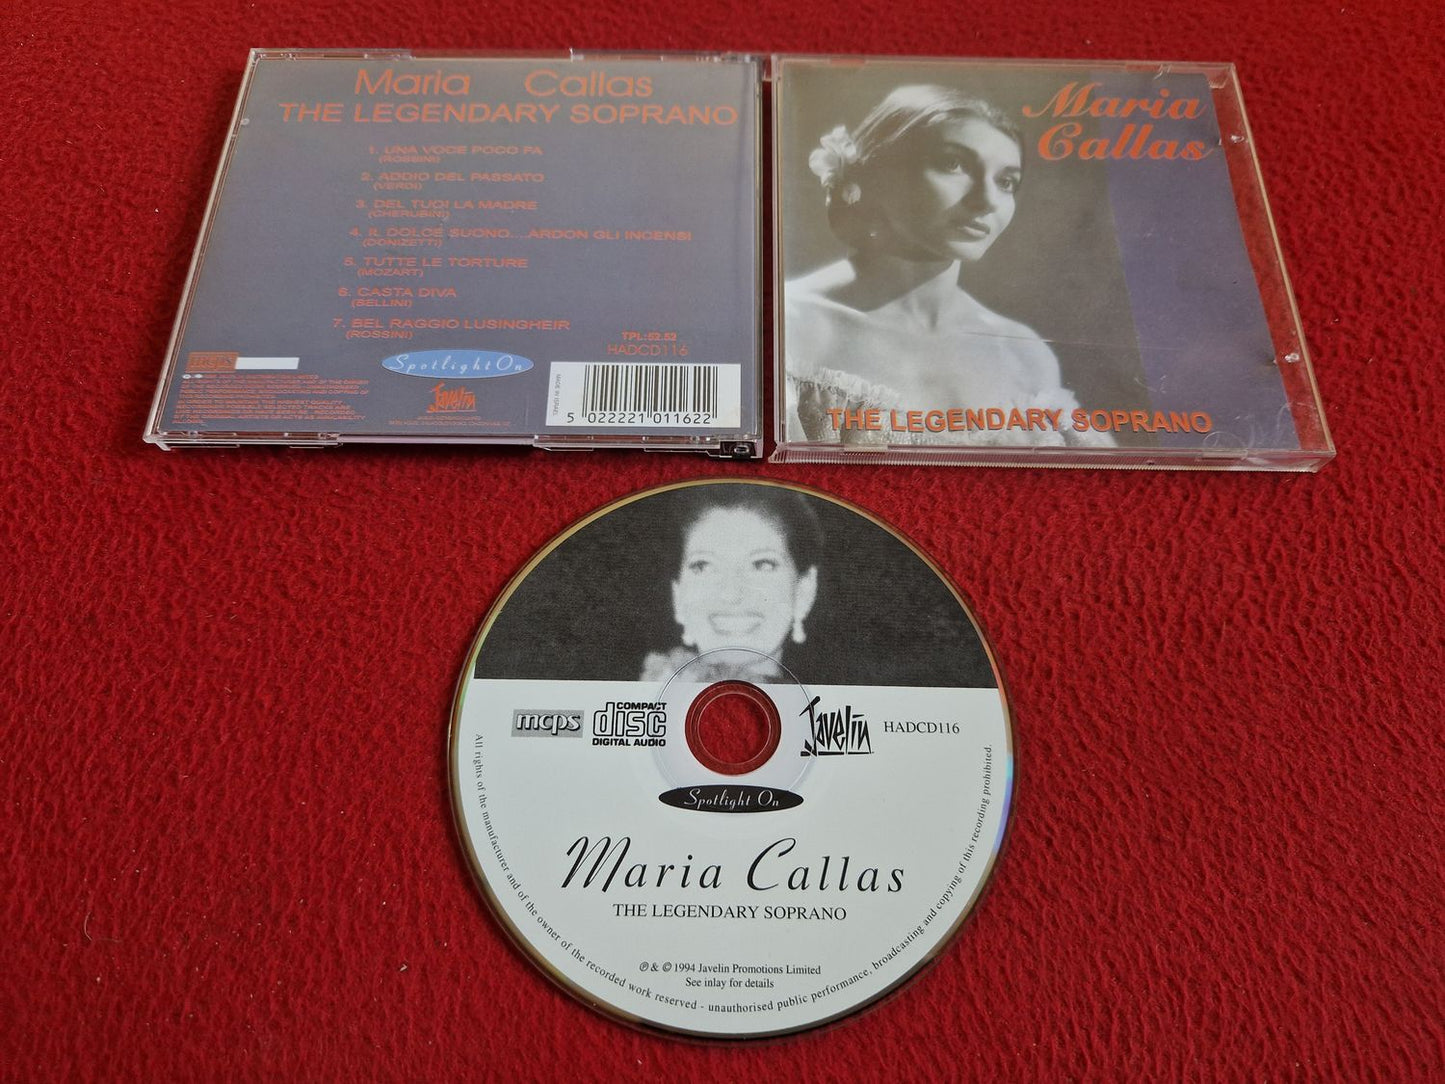 Maria Callas
THE LEGENDARY SOPRANO
1. UNA VOCE POCO FA
(ROSSINI)
2. ADDIO DEL PASSATO
(VERDI)
3. DEL TUOI LA MADRE
(CHERUBINI)
4. IL DOLCE SUONO...ARDON GLI INCENSI
(DONIZETTI)
5. TUTTE LE TORTURE
(MOZART)
6. CASTA DIVA
(BELLINI)
7. BEL RAGGIO LUSINGHEIR
(ROSSINI)
TPL:52.52
HADCD116
mcps
Spotlight On
Javelin
MADE IN ISRAEL
5 022221 011622
Maria
Callas
THE LEGENDARY SOPRANO
mcps
COMPACT
disc
DIGITAL AUDIO
Javelin
HADCD116
Spotlight On
Maria Callas
THE LEGENDARY SOPRANO
℗ & © 1994 Javelin Promotions Limited
See inlay for details
All rights of the manufacturer and of the owner of the recorded work reserved - unauthorised public performance, broadcasting and copying of this recording prohibited.